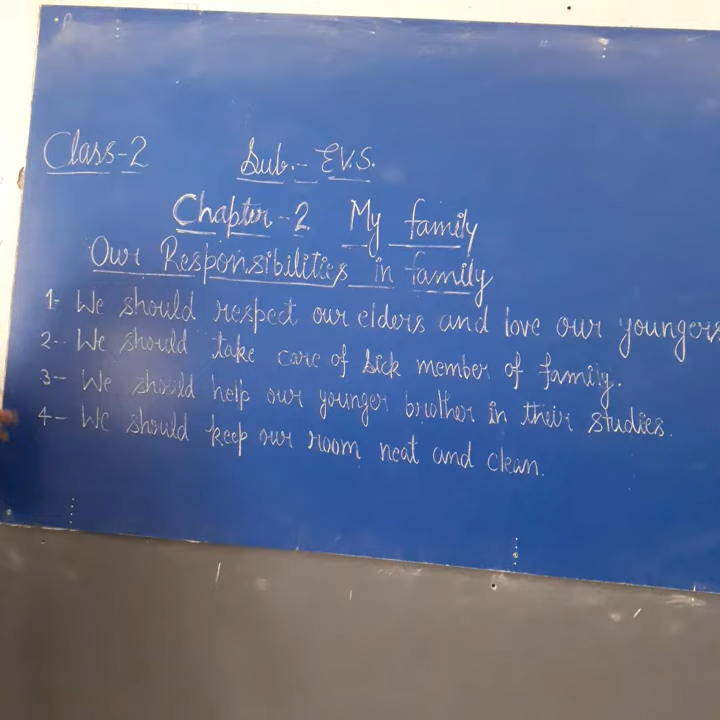 Class-2 Sub.- E.V.S.
Chapter-2 My family
Our Responsibilities in family
1- We should respect our elders and love our youngers
2- We should take care of sick member of family.
3- We should help our younger brother in their studies.
4- We should keep our room neat and clean.